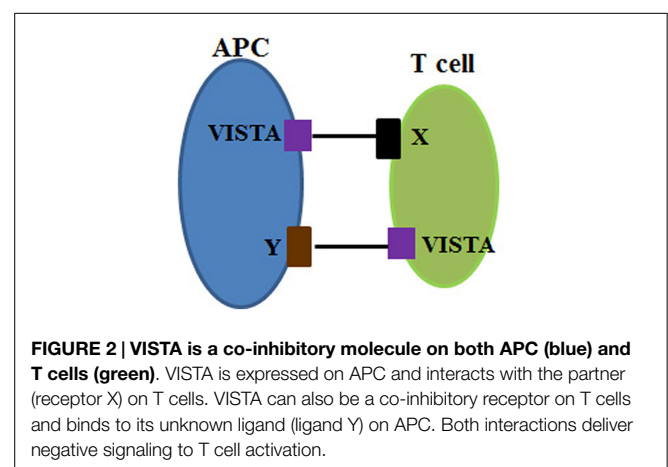 APC
T cell
VISTA
X
Y
VISTA
FIGURE 2 | VISTA is a co-inhibitory molecule on both APC (blue) and
T cells (green). VISTA is expressed on APC and interacts with the partner
(receptor X) on T cells. VISTA can also be a co-inhibitory receptor on T cells
and binds to its unknown ligand (ligand Y) on APC. Both interactions deliver
negative signaling to T cell activation.